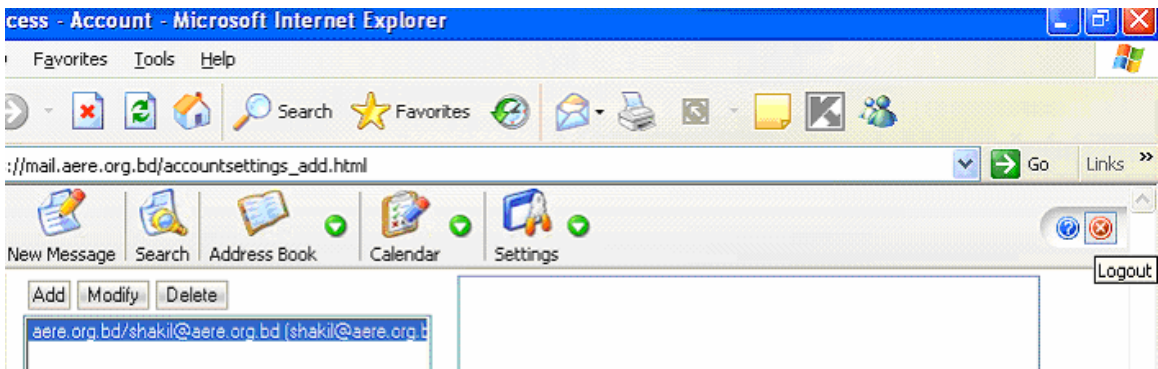 cess - Account - Microsoft Internet Explorer
Favorites Tools Help
Search Favorites
://mail.aere.org.bd/accountsettings_add.html Go Links »
New Message Search Address Book Calendar Settings
Logout
Add Modify Delete
aere.org.bd/shakil@aere.org.bd (shakil@aere.org.b